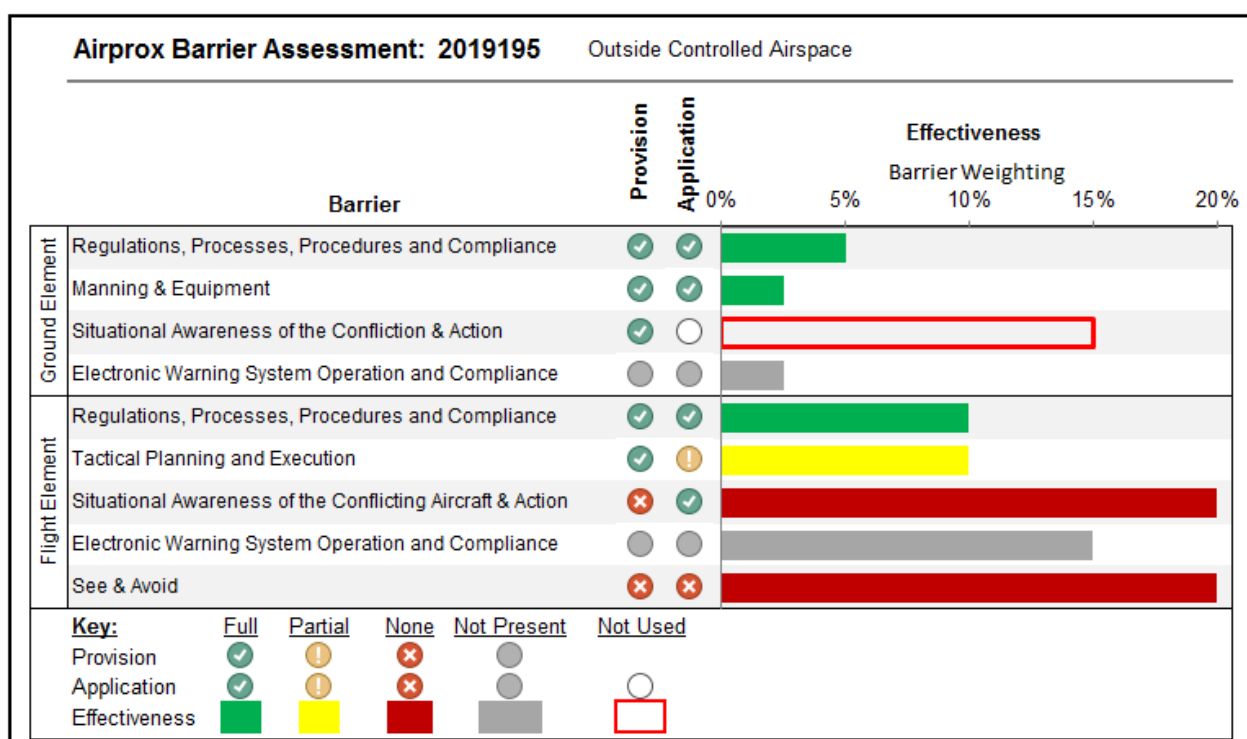 Airprox Barrier Assessment: 2019195 Outside Controlled Airspace
Barrier
Provision
Application
Effectiveness
Barrier Weighting
0% 5% 10% 15% 20%
Ground Element
Regulations, Processes, Procedures and Compliance
Manning & Equipment
Situational Awareness of the Confliction & Action
Electronic Warning System Operation and Compliance
Flight Element
Regulations, Processes, Procedures and Compliance
Tactical Planning and Execution
Situational Awareness of the Conflicting Aircraft & Action
Electronic Warning System Operation and Compliance
See & Avoid
Key: Full Partial None Not Present Not Used
Provision
Application
Effectiveness